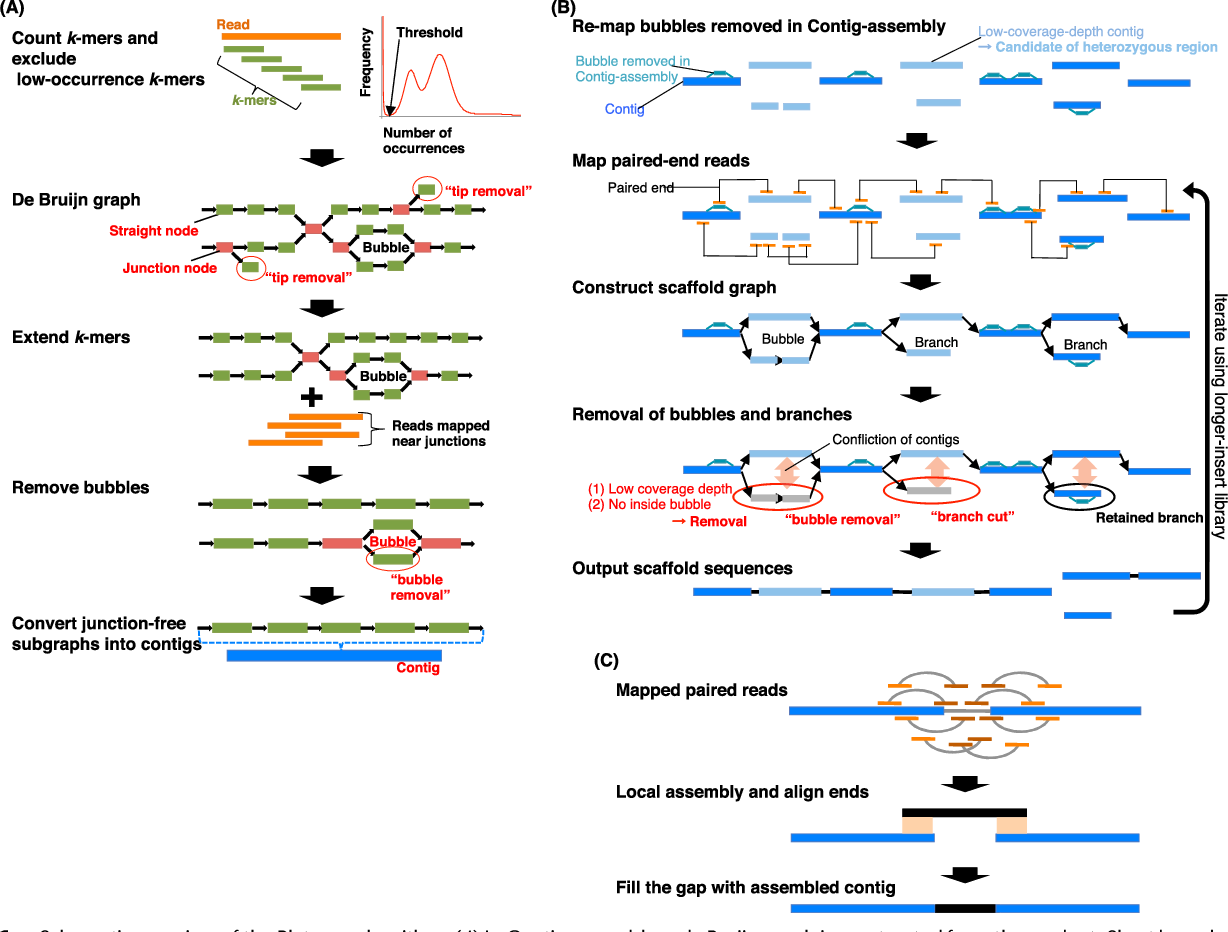 (A)
Count k-mers and
exclude
low-occurrence k-mers
Read
k-mers
Frequency
Threshold
Number of
occurrences
De Bruijn graph
"tip removal"
Straight node
Bubble
Junction node
"tip removal"
Extend k-mers
Bubble
+
Reads mapped
near junctions
Remove bubbles
Bubble
"bubble
removal"
Convert junction-free
subgraphs into contigs
Contig
(B)
Re-map bubbles removed in Contig-assembly
Low-coverage-depth contig
→ Candidate of heterozygous region
Bubble removed in
Contig-assembly
Contig
Map paired-end reads
Paired end
Construct scaffold graph
Bubble
Branch
Branch
Removal of bubbles and branches
Confliction of contigs
(1) Low coverage depth
(2) No inside bubble
→ Removal
"bubble removal"
"branch cut"
Retained branch
Output scaffold sequences
Iterate using longer-insert library
(C)
Mapped paired reads
Local assembly and align ends
Fill the gap with assembled contig